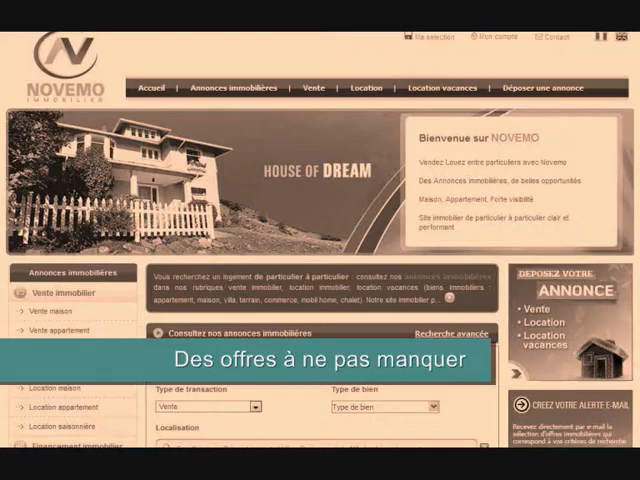 Ma selection
Mon compte
Contact
NOVEMO
IMMOBILIER
Accueil | Annonces immobilières | Vente | Location | Location vacances | Déposer une annonce
HOUSE OF DREAM
Bienvenue sur NOVEMO
Vendez Louez entre particuliers avec Novemo
Des Annonces immobilières, de belles opportunités
Maison, Appartement, Forte visibilité
Site immobilier de particulier à particulier clair et
performant
Annonces immobilières
Vente immobilier
Vente maison
Vente appartement
Location maison
Location appartement
Location saisonnière
Financement immobilier
Vous recherchez un logement de particulier à particulier : consultez nos annonces immobilières
dans nos rubriques vente immobilier, location immobilier, location vacances (biens immobiliers :
appartement, maison, villa, terrain, commerce, mobil home, chalet). Notre site immobilier p...
Consultez nos annonces immobilières
Recherche avancée
Des offres à ne pas manquer
Type de transaction
Type de bien
Vente
Type de bien
Localisation
DEPOSEZ VOTRE
ANNONCE
• Vente
• Location
• Location
vacances
CREEZ VOTRE ALERTE E-MAIL
Recevez directement par e-mail la
sélection d'offres immobilières qui
correspond à vos critères de recherche